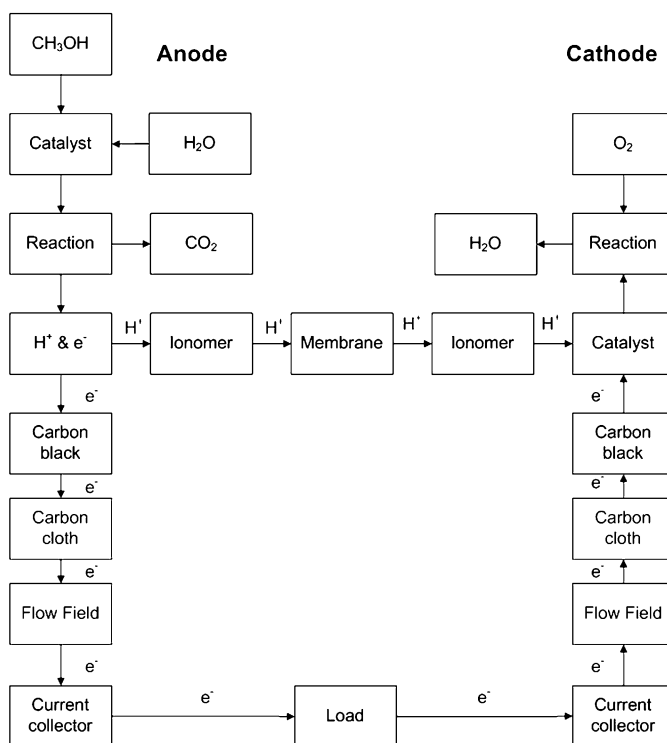 CH₃OH
Anode
Cathode
Catalyst
H₂O
O₂
Reaction
CO₂
H₂O
Reaction
H⁺ & e⁻
H⁺
Ionomer
H⁺
Membrane
H⁺
Ionomer
H⁺
Catalyst
e⁻
e⁻
Carbon
black
Carbon
black
e⁻
e⁻
Carbon
cloth
Carbon
cloth
e⁻
e⁻
Flow Field
Flow Field
e⁻
e⁻
Current
collector
e⁻
Load
e⁻
Current
collector